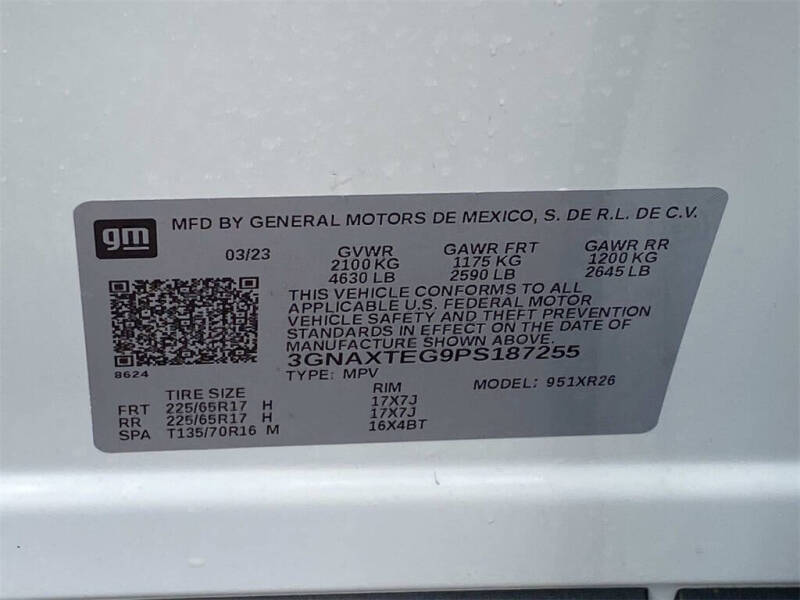 gm
MFD BY GENERAL MOTORS DE MEXICO, S. DE R.L. DE C.V.
03/23 GVWR GAWR FRT GAWR RR
2100 KG 1175 KG 1200 KG
4630 LB 2590 LB 2645 LB
THIS VEHICLE CONFORMS TO ALL
APPLICABLE U.S. FEDERAL MOTOR
VEHICLE SAFETY AND THEFT PREVENTION
STANDARDS IN EFFECT ON THE DATE OF
MANUFACTURE SHOWN ABOVE.
3GNAXTEG9PS187255
8624
TYPE: MPV MODEL: 951XR26
TIRE SIZE RIM
FRT 225/65R17 H 17X7J
RR 225/65R17 H 17X7J
SPA T135/70R16 M 16X4BT